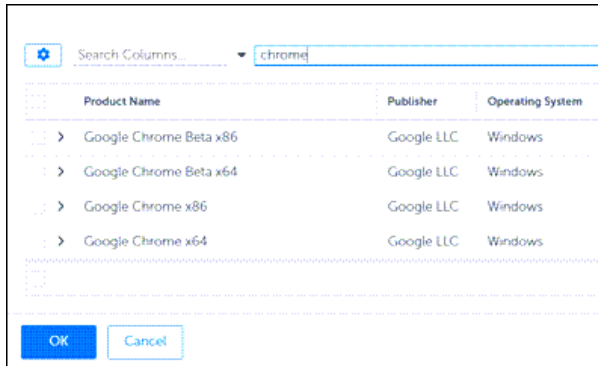 Search Columns... chrome
Product Name Publisher Operating System
Google Chrome Beta x86 Google LLC Windows
Google Chrome Beta x64 Google LLC Windows
Google Chrome x86 Google LLC Windows
Google Chrome x64 Google LLC Windows
OK Cancel